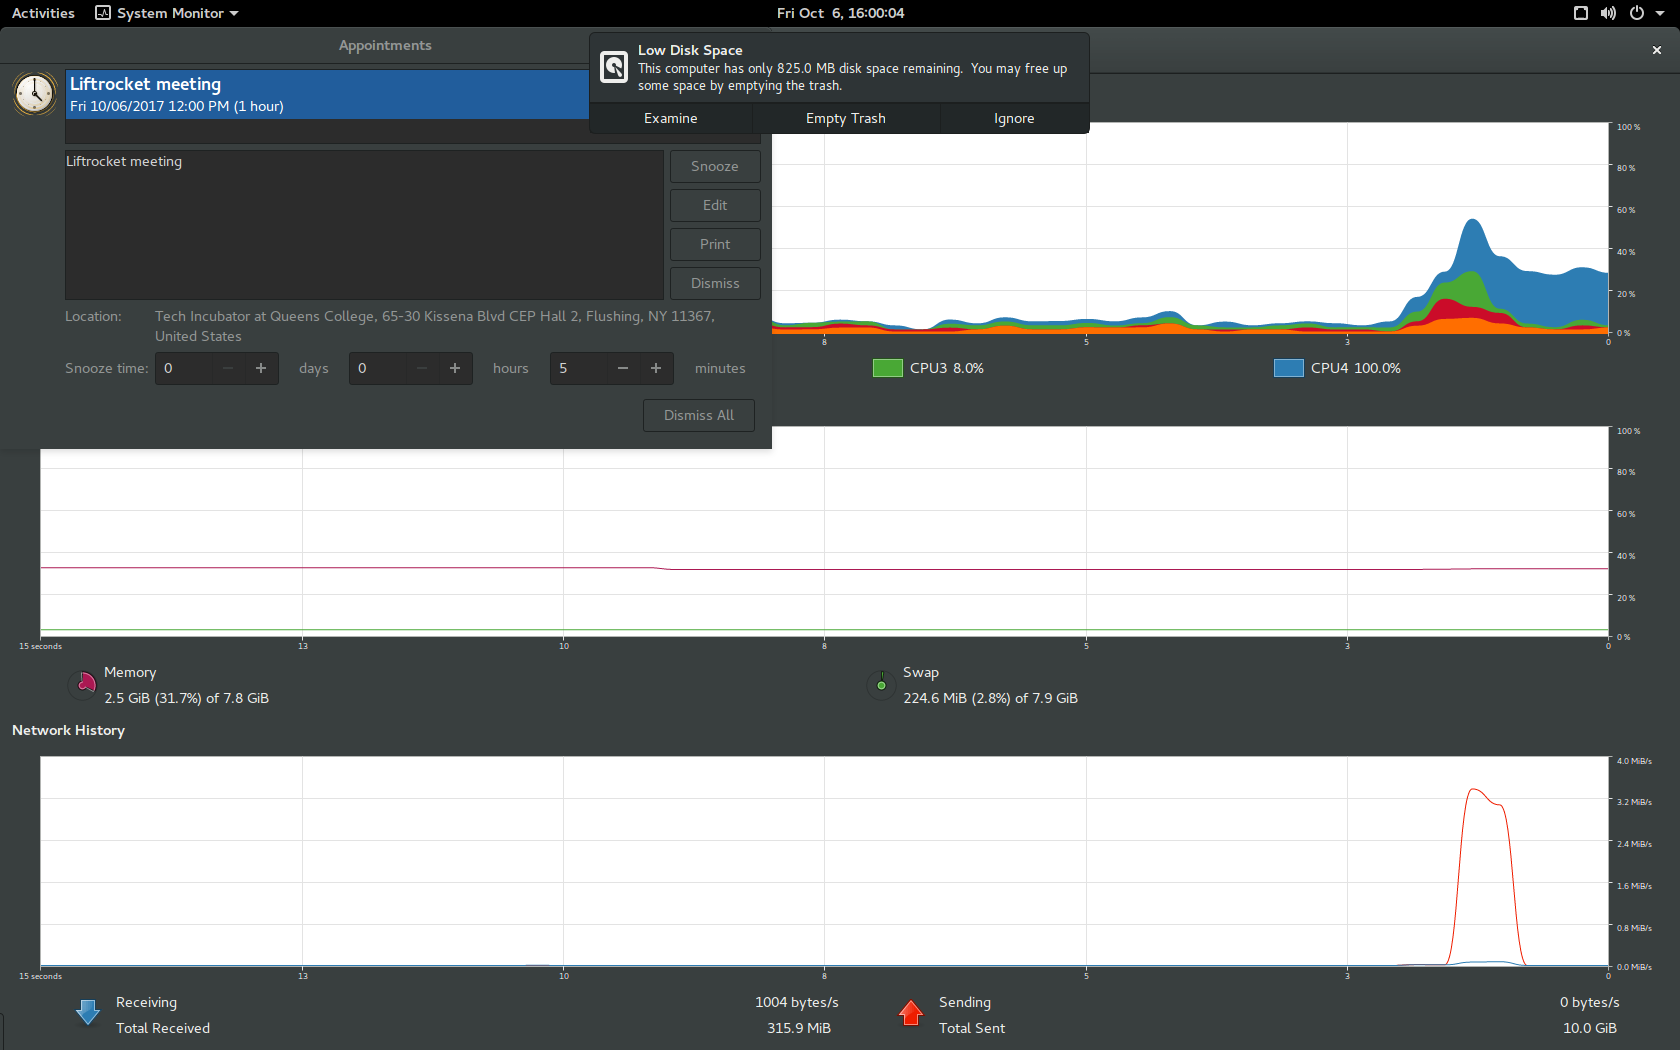 Activities
System Monitor
Fri Oct 6, 16:00:04
Appointments
Liftrocket meeting
Fri 10/06/2017 12:00 PM (1 hour)
Low Disk Space
This computer has only 825.0 MB disk space remaining. You may free up
some space by emptying the trash.
Examine
Empty Trash
Ignore
Liftrocket meeting
Snooze
Edit
Print
Dismiss
Location:
Tech Incubator at Queens College, 65-30 Kissena Blvd CEP Hall 2, Flushing, NY 11367,
United States
Snooze time:
0
days
0
hours
5
minutes
Dismiss All
100 %
80 %
60 %
40 %
20 %
0 %
8
5
3
0
CPU3 8.0%
CPU4 100.0%
100 %
80 %
60 %
40 %
20 %
0 %
15 seconds
13
10
8
5
3
0
Memory
2.5 GiB (31.7%) of 7.8 GiB
Swap
224.6 MiB (2.8%) of 7.9 GiB
Network History
4.0 MiB/s
3.2 MiB/s
2.4 MiB/s
1.6 MiB/s
0.8 MiB/s
0.0 MiB/s
15 seconds
13
10
8
5
3
0
Receiving
1004 bytes/s
Total Received
315.9 MiB
Sending
0 bytes/s
Total Sent
10.0 GiB